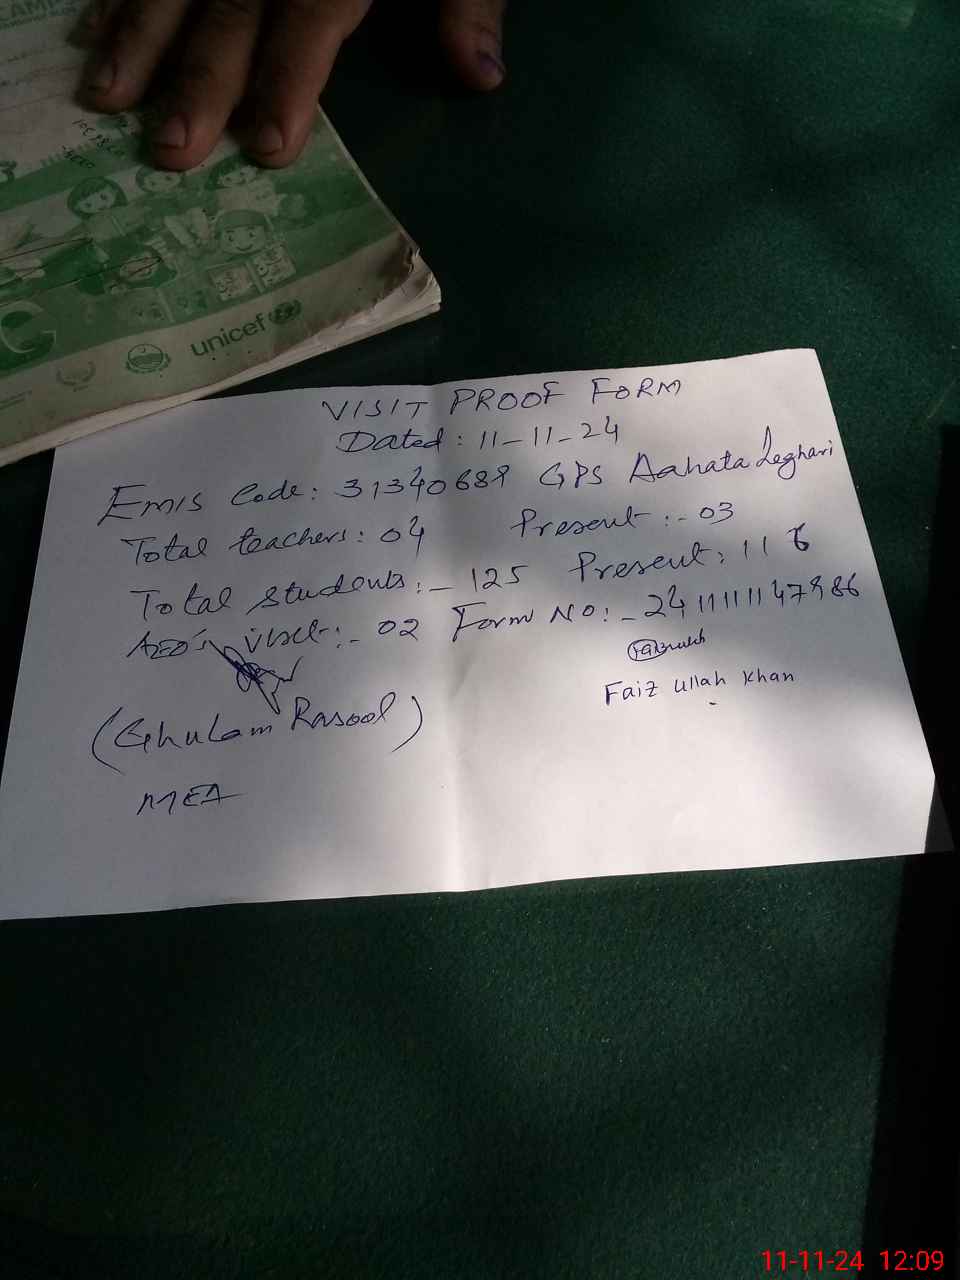 CAMPS
unicef
VISIT PROOF FORM
Dated: 11-11-24
EMIS Code: 31340689 GPS Aahata Leghari
Total teachers: 04 Present:- 03
Total students:- 125 Present: 116
AEO's visit:- 02 Form No:- 2411111147986
Faiz ullah khan
(Ghulam Rasool)
MEA
11-11-24 12:09